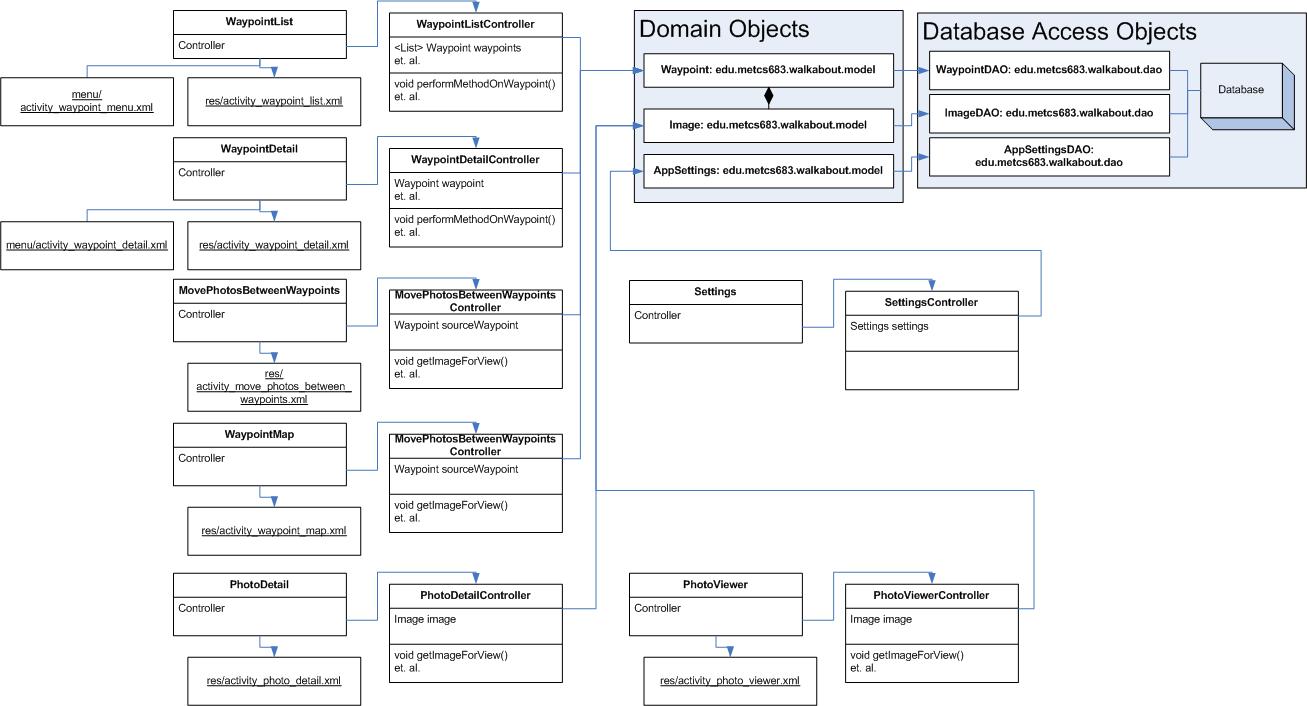 WaypointList
Controller
menu/
activity_waypoint_menu.xml
res/activity_waypoint_list.xml
WaypointListController
<List> Waypoint waypoints
et. al.
void performMethodOnWaypoint()
et. al.
Domain Objects
Waypoint: edu.metcs683.walkabout.model
Image: edu.metcs683.walkabout.model
AppSettings: edu.metcs683.walkabout.model
Database Access Objects
WaypointDAO: edu.metcs683.walkabout.dao
ImageDAO: edu.metcs683.walkabout.dao
AppSettingsDAO:
edu.metcs683.walkabout.dao
Database
WaypointDetail
Controller
menu/activity_waypoint_detail.xml
res/activity_waypoint_detail.xml
WaypointDetailController
Waypoint waypoint
et. al.
void performMethodOnWaypoint()
et. al.
MovePhotosBetweenWaypoints
Controller
res/
activity_move_photos_between_
waypoints.xml
MovePhotosBetweenWaypoints
Controller
Waypoint sourceWaypoint
void getImageForView()
et. al.
Settings
Controller
SettingsController
Settings settings
WaypointMap
Controller
res/activity_waypoint_map.xml
MovePhotosBetweenWaypoints
Controller
Waypoint sourceWaypoint
void getImageForView()
et. al.
PhotoDetail
Controller
res/activity_photo_detail.xml
PhotoDetailController
Image image
void getImageForView()
et. al.
PhotoViewer
Controller
res/activity_photo_viewer.xml
PhotoViewerController
Image image
void getImageForView()
et. al.